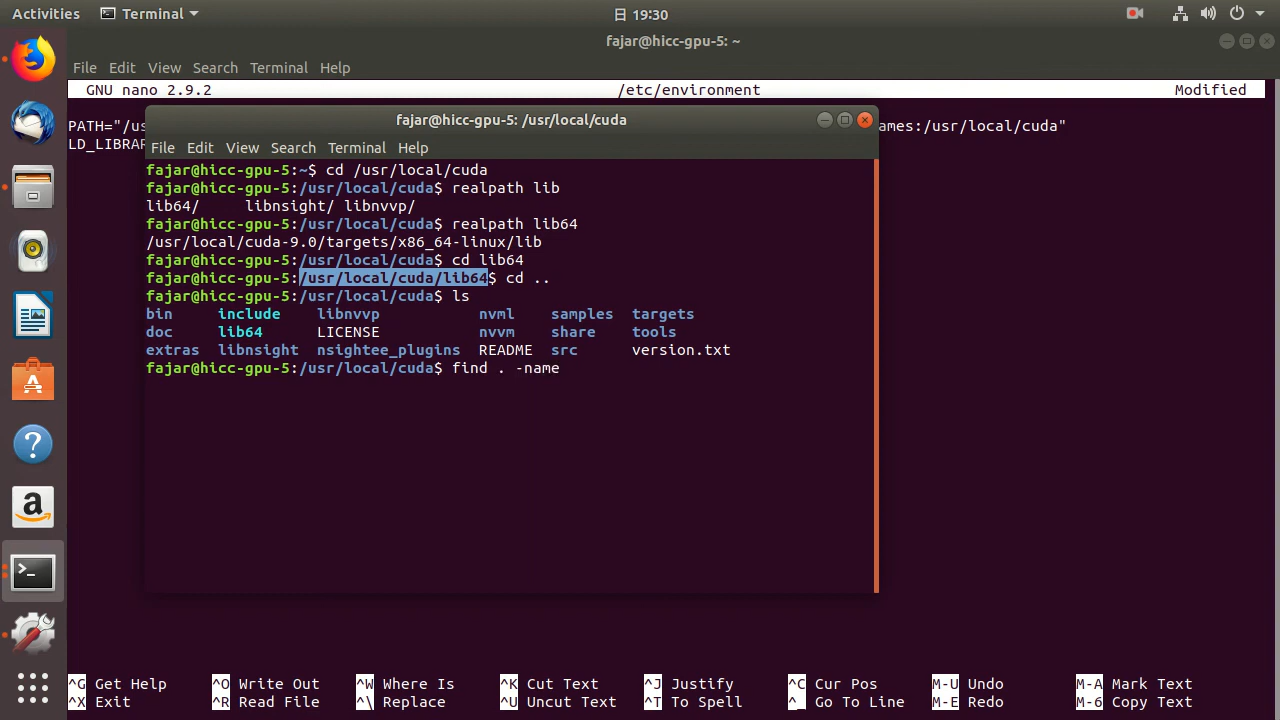 Activities Terminal 日 19:30
fajar@hicc-gpu-5: ~
File Edit View Search Terminal Help
GNU nano 2.9.2 /etc/environment Modified
PATH="/us ames:/usr/local/cuda"
LD_LIBRAR
fajar@hicc-gpu-5: /usr/local/cuda
File Edit View Search Terminal Help
fajar@hicc-gpu-5:~$ cd /usr/local/cuda
fajar@hicc-gpu-5:/usr/local/cuda$ realpath lib
lib64/ libnsight/ libnvvp/
fajar@hicc-gpu-5:/usr/local/cuda$ realpath lib64
/usr/local/cuda-9.0/targets/x86_64-linux/lib
fajar@hicc-gpu-5:/usr/local/cuda$ cd lib64
fajar@hicc-gpu-5:/usr/local/cuda/lib64$ cd ..
fajar@hicc-gpu-5:/usr/local/cuda$ ls
bin include libnvvp nvml samples targets
doc lib64 LICENSE nvvm share tools
extras libnsight nsightee_plugins README src version.txt
fajar@hicc-gpu-5:/usr/local/cuda$ find . -name
^G Get Help ^O Write Out ^W Where Is ^K Cut Text ^J Justify ^C Cur Pos M-U Undo M-A Mark Text
^X Exit ^R Read File ^\ Replace ^U Uncut Text ^T To Spell ^_ Go To Line M-E Redo M-6 Copy Text